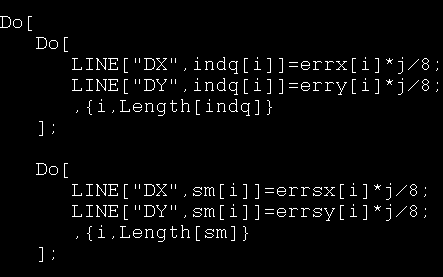 Do[
    Do[
        LINE["DX",indq[i]]=errx[i]*j/8;
        LINE["DY",indq[i]]=erry[i]*j/8;
        ,{i,Length[indq]}
    ];

    Do[
        LINE["DX",sm[i]]=errsx[i]*j/8;
        LINE["DY",sm[i]]=errsy[i]*j/8;
        ,{i,Length[sm]}
    ];